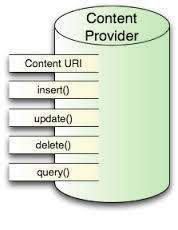 Content
Provider
Content URI
insert()
update()
delete()
query()